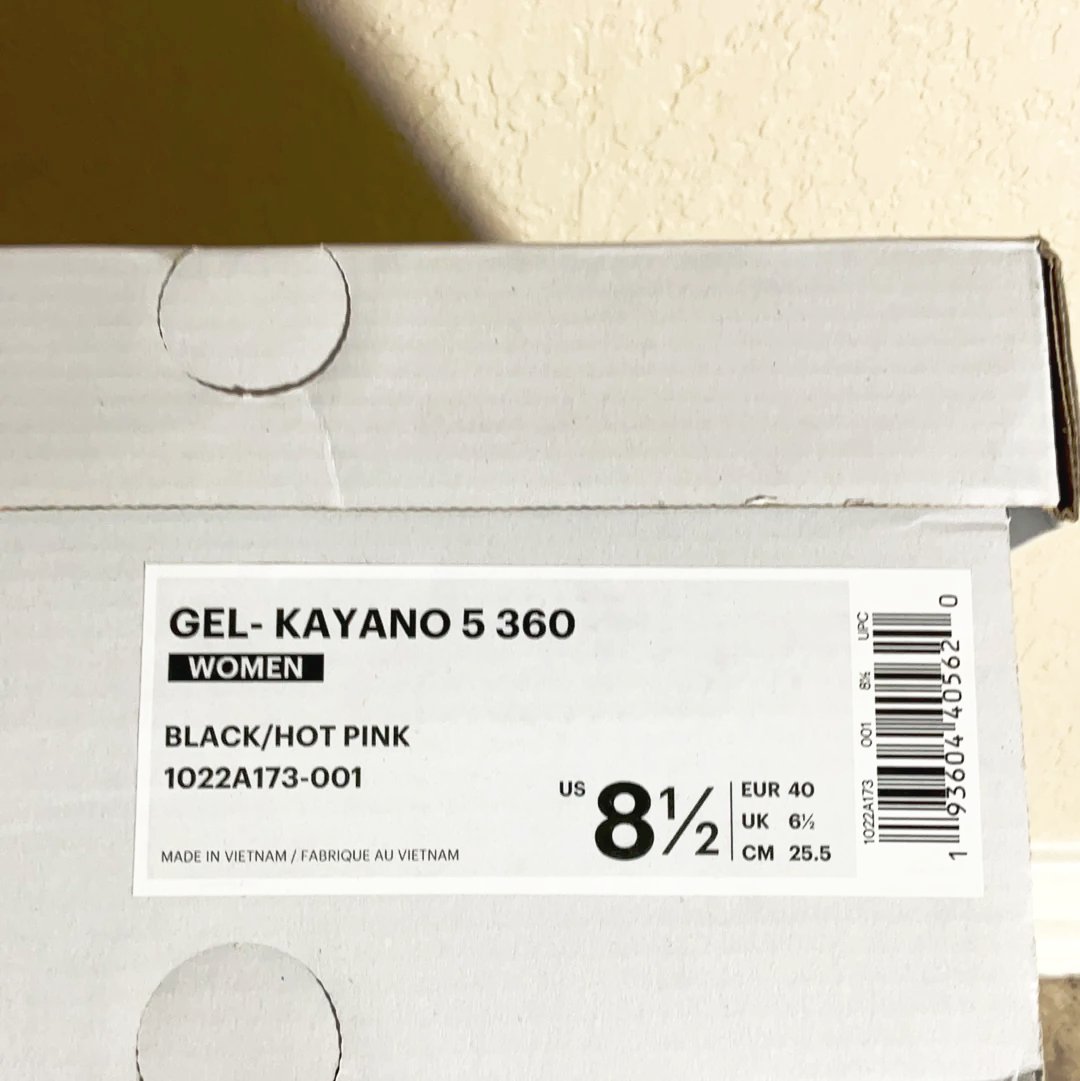 GEL- KAYANO 5 360
WOMEN
BLACK/HOT PINK
1022A173-001
MADE IN VIETNAM / FABRIQUE AU VIETNAM
US 8½
EUR 40
UK 6½
CM 25.5
1022A173 001 8½ UPC
1 93604 40562 0